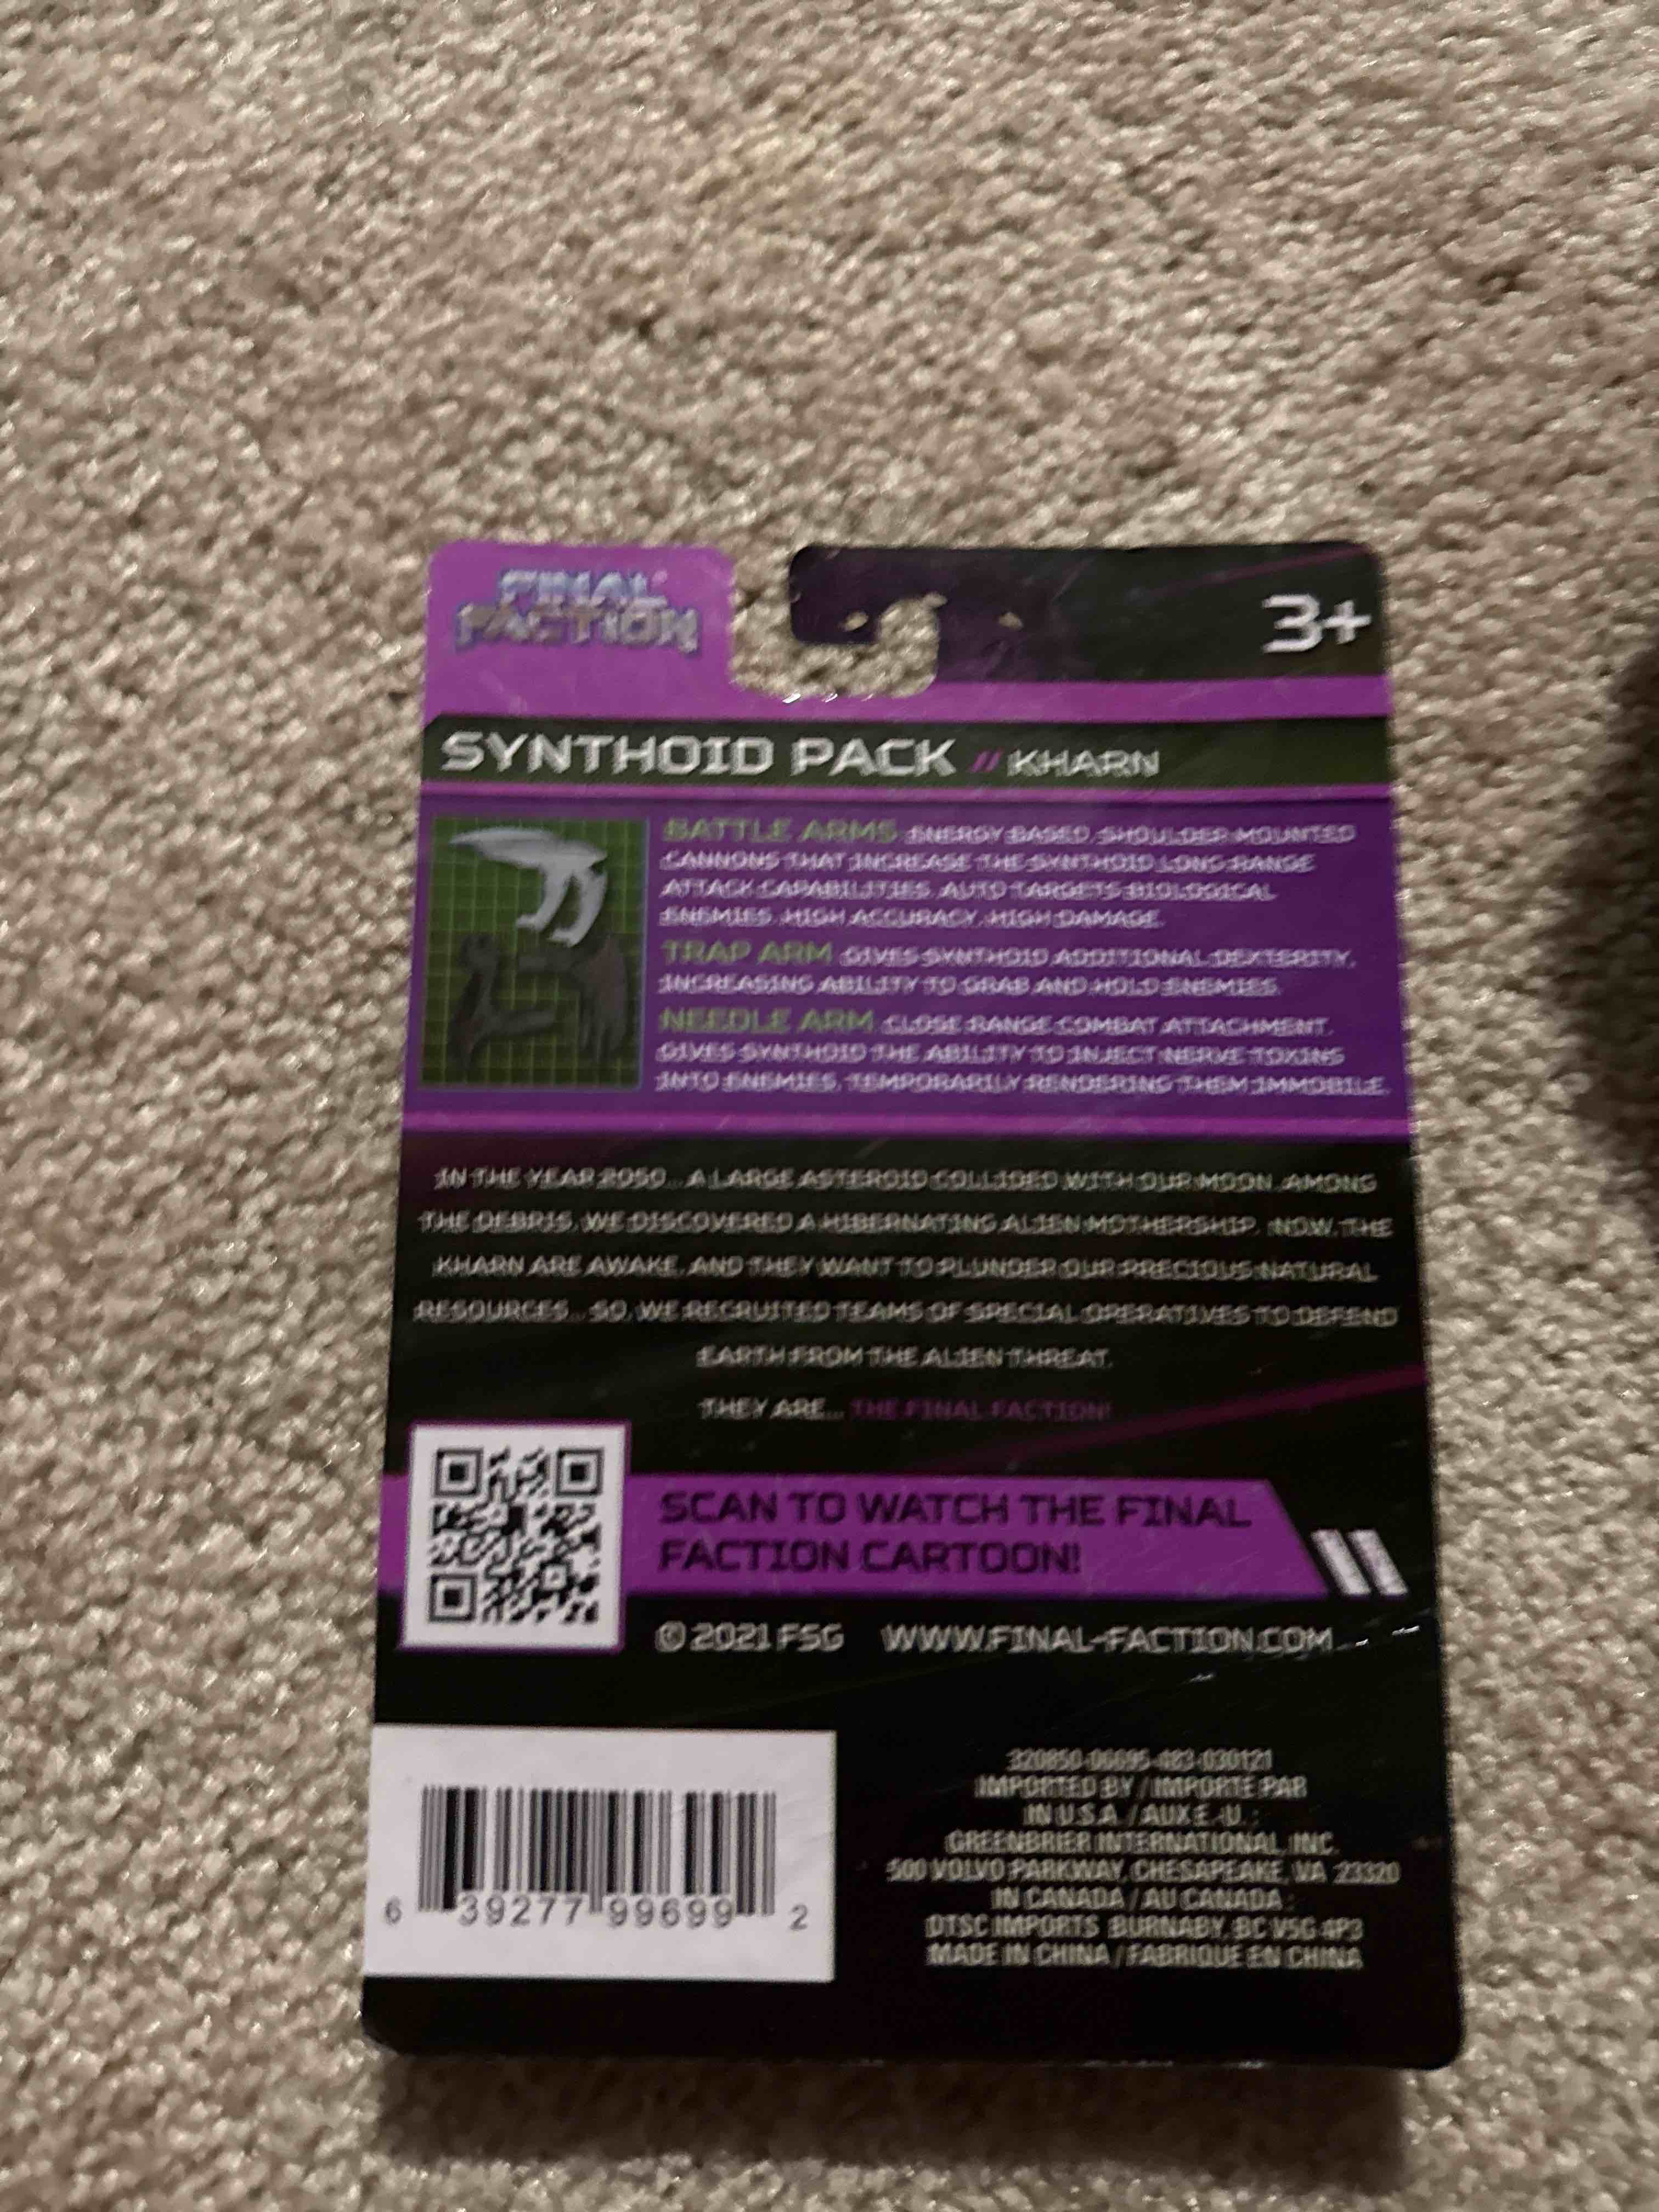 FINAL
FACTION
3+
SYNTHOID PACK // KHARN
BATTLE ARMS ENERGY BASED, SHOULDER MOUNTED
CANNONS THAT INCREASE THE SYNTHOID LONG RANGE
ATTACK CAPABILITIES. AUTO TARGETS BIOLOGICAL
ENEMIES. HIGH ACCURACY, HIGH DAMAGE.
TRAP ARM GIVES SYNTHOID ADDITIONAL DEXTERITY,
INCREASING ABILITY TO GRAB AND HOLD ENEMIES.
NEEDLE ARM CLOSE RANGE COMBAT ATTACHMENT.
GIVES SYNTHOID THE ABILITY TO INJECT NERVE TOXINS
INTO ENEMIES, TEMPORARILY RENDERING THEM IMMOBILE.
IN THE YEAR 2050... A LARGE ASTEROID COLLIDED WITH OUR MOON. AMONG
THE DEBRIS, WE DISCOVERED A HIBERNATING ALIEN MOTHERSHIP. NOW, THE
KHARN ARE AWAKE, AND THEY WANT TO PLUNDER OUR PRECIOUS NATURAL
RESOURCES... SO, WE RECRUITED TEAMS OF SPECIAL OPERATIVES TO DEFEND
EARTH FROM THE ALIEN THREAT.
THEY ARE... THE FINAL FACTION!
SCAN TO WATCH THE FINAL
FACTION CARTOON!
© 2021 FSG WWW.FINAL-FACTION.COM
6 39277 99699 2
320850-06695-483-030121
IMPORTED BY / IMPORTE PAR
IN U.S.A. / AUX E.-U. :
GREENBRIER INTERNATIONAL, INC.
500 VOLVO PARKWAY, CHESAPEAKE, VA 23320
IN CANADA / AU CANADA :
DTSC IMPORTS BURNABY, BC V5G 4P3
MADE IN CHINA / FABRIQUE EN CHINA